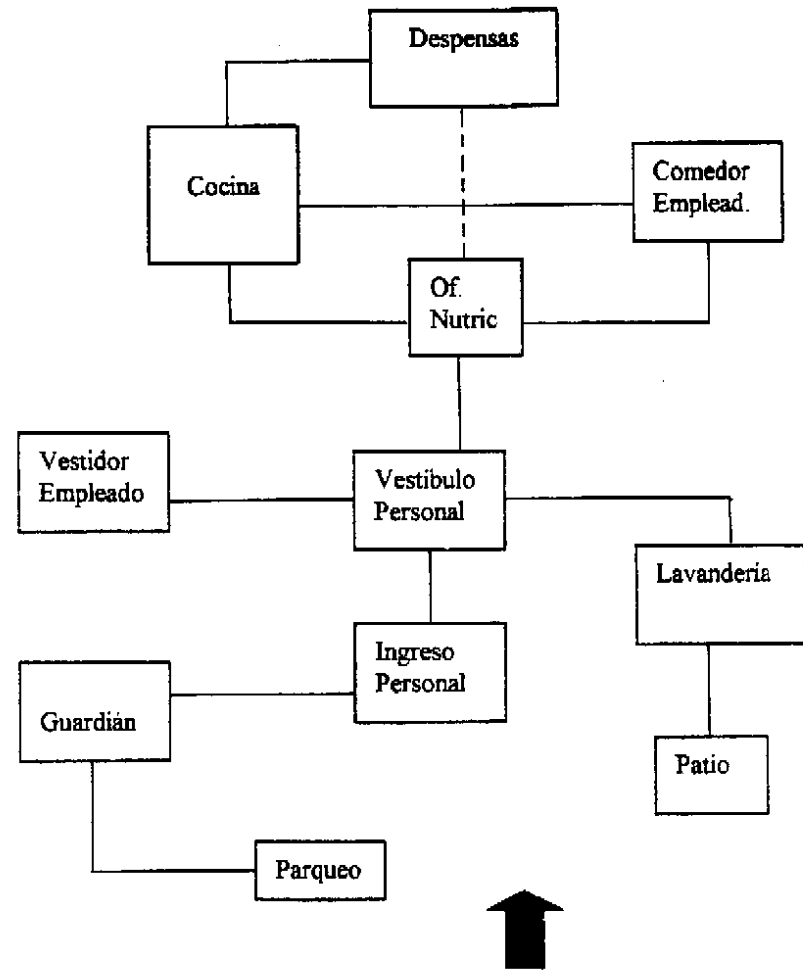 Despensas
Cocina
Comedor
Emplead.
Of.
Nutric
Vestidor
Empleado
Vestíbulo
Personal
Lavandería
Ingreso
Personal
Guardián
Patio
Parqueo